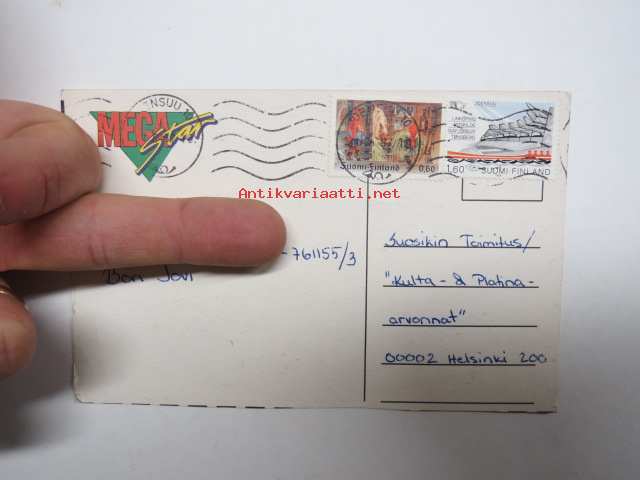 MEGA
Star
ENSUU
Suomi-Finland 0,60
1,60 SUOMI FINLAND
Antikvariaatti.net
-761155/3
Bon Jovi
Suosikin Toimitus/
"Kulta- & Platina-
arvonnat"
00002 Helsinki 200